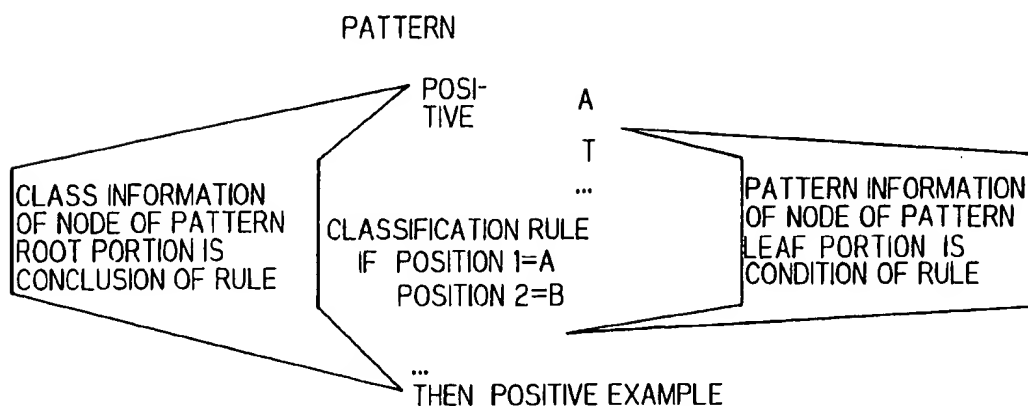 PATTERN
POSI-
TIVE
A
T
...
CLASS INFORMATION
OF NODE OF PATTERN
ROOT PORTION IS
CONCLUSION OF RULE
CLASSIFICATION RULE
IF POSITION 1=A
POSITION 2=B
...
THEN POSITIVE EXAMPLE
PATTERN INFORMATION
OF NODE OF PATTERN
LEAF PORTION IS
CONDITION OF RULE